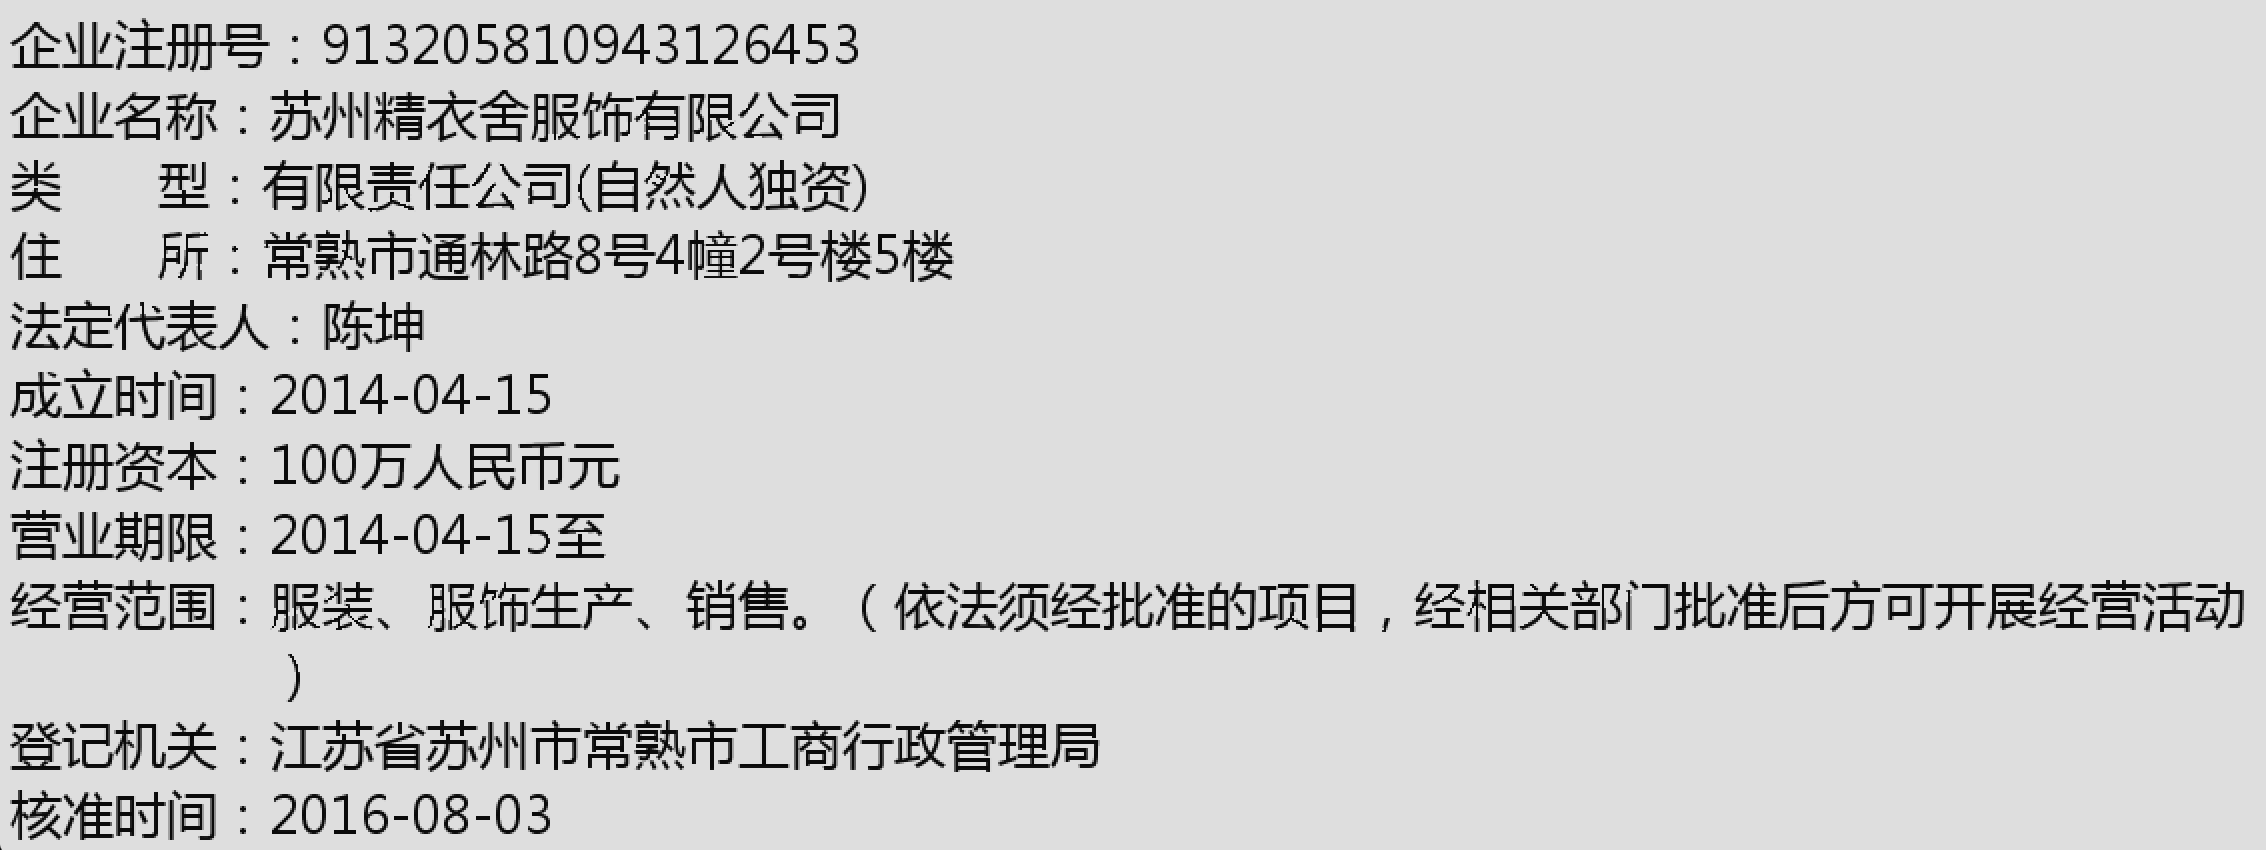 企业注册号：913205810943126453
企业名称：苏州精衣舍服饰有限公司
类　　型：有限责任公司(自然人独资)
住　　所：常熟市通林路8号4幢2号楼5楼
法定代表人：陈坤
成立时间：2014-04-15
注册资本：100万人民币元
营业期限：2014-04-15至
经营范围：服装、服饰生产、销售。（依法须经批准的项目，经相关部门批准后方可开展经营活动
）
登记机关：江苏省苏州市常熟市工商行政管理局
核准时间：2016-08-03